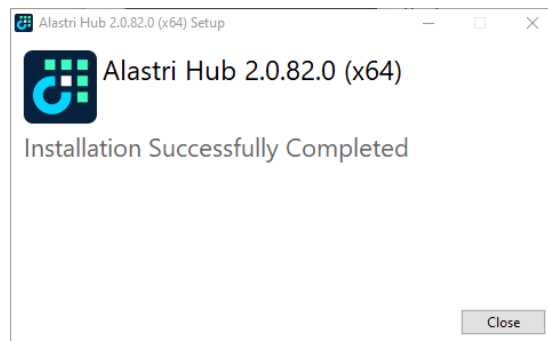 Alastri Hub 2.0.82.0 (x64) Setup
Alastri Hub 2.0.82.0 (x64)
Installation Successfully Completed
Close